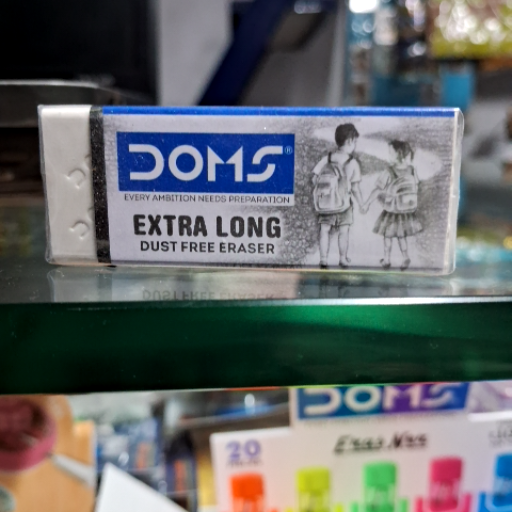 DOMS®
EVERY AMBITION NEEDS PREPARATION
EXTRA LONG
DUST FREE ERASER
DOMS
20